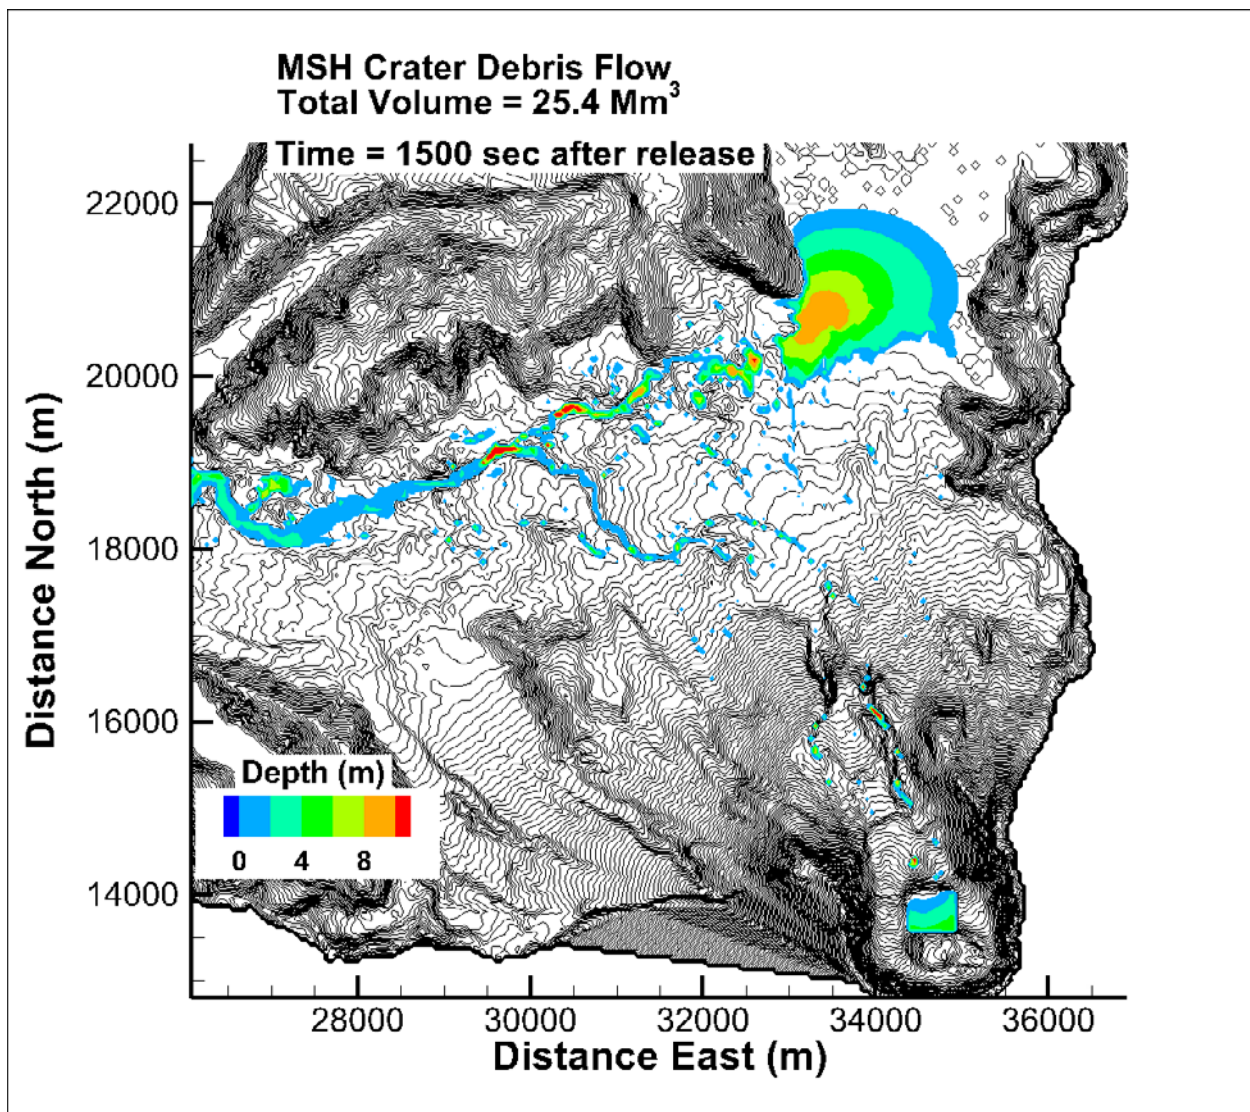 MSH Crater Debris Flow
Total Volume = 25.4 Mm³
Time = 1500 sec after release
22000
20000
18000
16000
14000
Distance North (m)
Depth (m)
0 4 8
28000 30000 32000 34000 36000
Distance East (m)